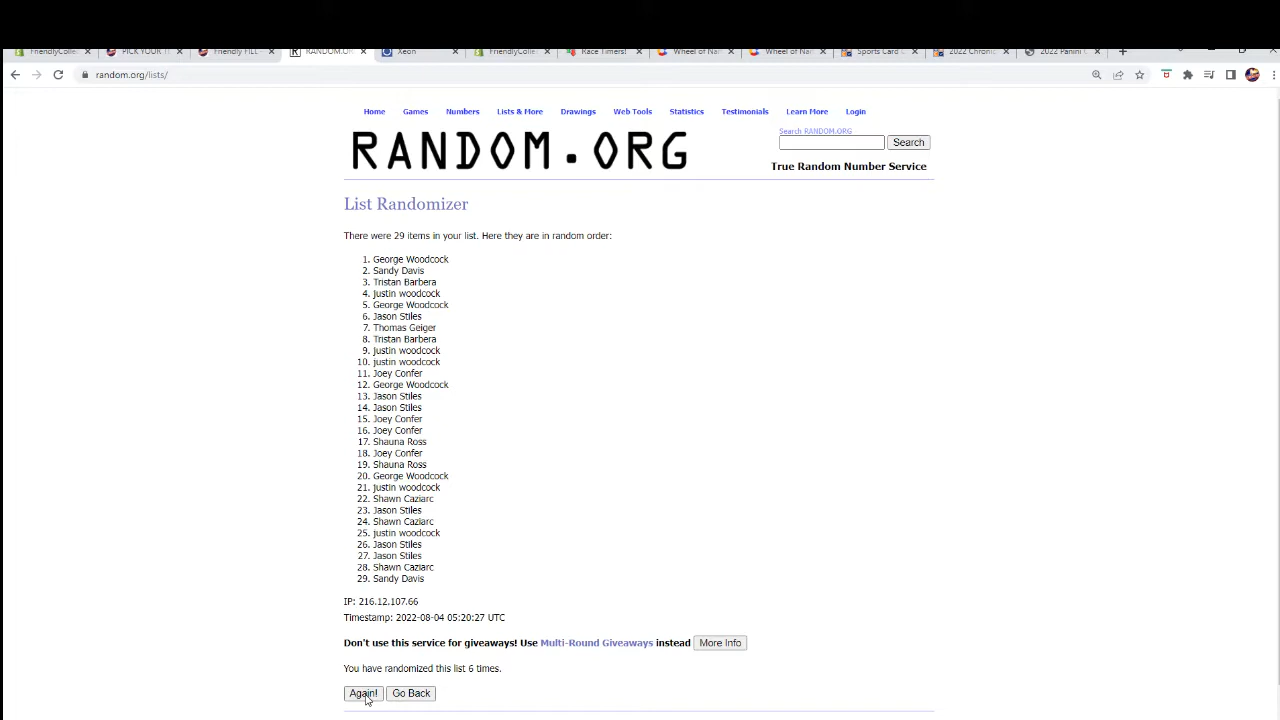 FriendlyColle
PICK YOUR
Friendly FILL
RANDOM.OR
Xeon
FriendlyCollec
Race Timers!
Wheel of Nam
Wheel of Nam
Sports Card
2022 Chronic
2022 Panini C
random.org/lists/
Home Games Numbers Lists & More Drawings Web Tools Statistics Testimonials Learn More Login
RANDOM.ORG
Search RANDOM.ORG
Search
True Random Number Service
List Randomizer
There were 29 items in your list. Here they are in random order:
1. George Woodcock
2. Sandy Davis
3. Tristan Barbera
4. justin woodcock
5. George Woodcock
6. Jason Stiles
7. Thomas Geiger
8. Tristan Barbera
9. justin woodcock
10. justin woodcock
11. Joey Confer
12. George Woodcock
13. Jason Stiles
14. Jason Stiles
15. Joey Confer
16. Joey Confer
17. Shauna Ross
18. Joey Confer
19. Shauna Ross
20. George Woodcock
21. justin woodcock
22. Shawn Caziarc
23. Jason Stiles
24. Shawn Caziarc
25. justin woodcock
26. Jason Stiles
27. Jason Stiles
28. Shawn Caziarc
29. Sandy Davis
IP: 216.12.107.66
Timestamp: 2022-08-04 05:20:27 UTC
Don't use this service for giveaways! Use Multi-Round Giveaways instead More Info
You have randomized this list 6 times.
Again! Go Back